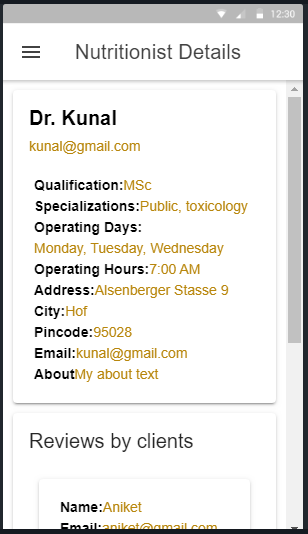 12:30
Nutritionist Details
Dr. Kunal
kunal@gmail.com
Qualification:MSc
Specializations:Public, toxicology
Operating Days:
Monday, Tuesday, Wednesday
Operating Hours:7:00 AM
Address:Alsenberger Stasse 9
City:Hof
Pincode:95028
Email:kunal@gmail.com
AboutMy about text
Reviews by clients
Name:Aniket
Email:aniket@gmail.com